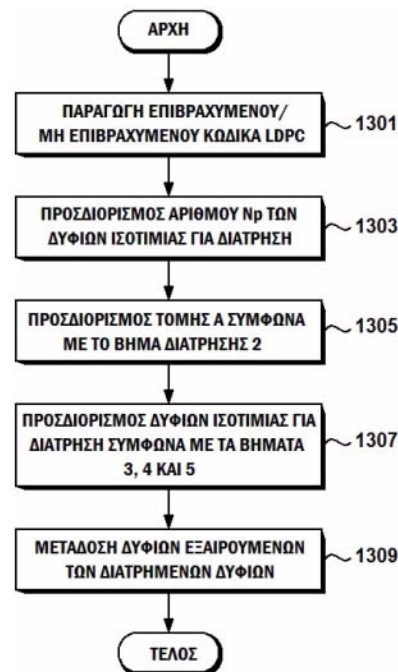 ΑΡΧΗ
ΠΑΡΑΓΩΓΗ ΕΠΙΒΡΑΧΥΜΕΝΟΥ/
ΜΗ ΕΠΙΒΡΑΧΥΜΕΝΟΥ ΚΩΔΙΚΑ LDPC
1301
ΠΡΟΣΔΙΟΡΙΣΜΟΣ ΑΡΙΘΜΟΥ Np ΤΩΝ
ΔΥΦΙΩΝ ΙΣΟΤΙΜΙΑΣ ΓΙΑ ΔΙΑΤΡΗΣΗ
1303
ΠΡΟΣΔΙΟΡΙΣΜΟΣ ΤΟΜΗΣ Α ΣΥΜΦΩΝΑ
ΜΕ ΤΟ ΒΗΜΑ ΔΙΑΤΡΗΣΗΣ 2
1305
ΠΡΟΣΔΙΟΡΙΣΜΟΣ ΔΥΦΙΩΝ ΙΣΟΤΙΜΙΑΣ ΓΙΑ
ΔΙΑΤΡΗΣΗ ΣΥΜΦΩΝΑ ΜΕ ΤΑ ΒΗΜΑΤΑ
3, 4 ΚΑΙ 5
1307
ΜΕΤΑΔΟΣΗ ΔΥΦΙΩΝ ΕΞΑΙΡΟΥΜΕΝΩΝ
ΤΩΝ ΔΙΑΤΡΗΜΕΝΩΝ ΔΥΦΙΩΝ
1309
ΤΕΛΟΣ